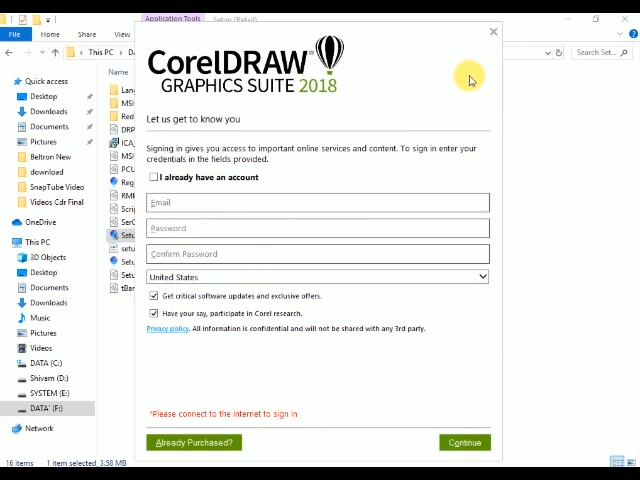 Application Tools
Setup (Retail)
File
Home
Share
View
This PC
Search Set...
Quick access
Desktop
Downloads
Documents
Pictures
Beltron New
download
SnapTube Video
Videos Cdr Final
OneDrive
This PC
3D Objects
Desktop
Documents
Downloads
Music
Pictures
Videos
DATA (C:)
Shivam (D:)
SYSTEM (E:)
DATA' (F:)
Network
Name
16 items
1 item selected, 3.58 MB
CorelDRAW®
GRAPHICS SUITE 2018
Let us get to know you
Signing in gives you access to important online services and content. To sign in enter your
credentials in the fields provided.
I already have an account
Email
Password
Confirm Password
United States
Get critical software updates and exclusive offers.
Have your say, participate in Corel research.
Privacy policy. All information is confidential and will not be shared with any 3rd party.
*Please connect to the internet to sign in
Already Purchased?
Continue